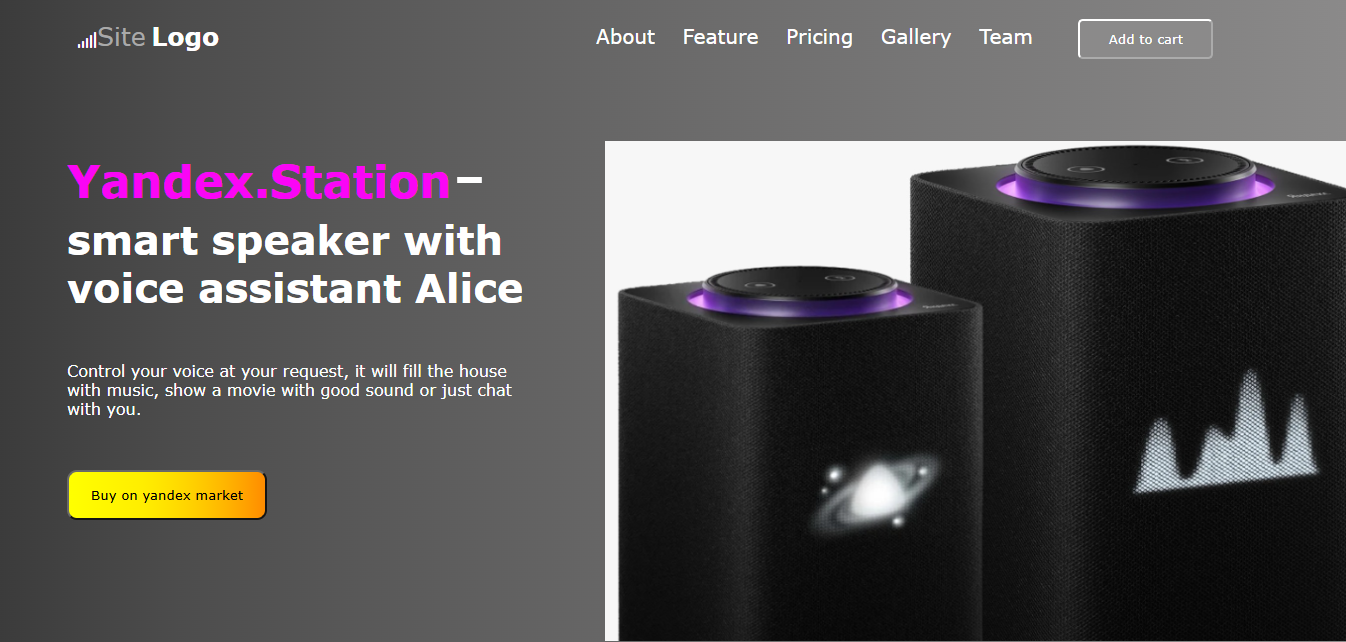 Site Logo
About Feature Pricing Gallery Team
Add to cart
Yandex.Station –
smart speaker with
voice assistant Alice
Control your voice at your request, it will fill the house
with music, show a movie with good sound or just chat
with you.
Buy on yandex market